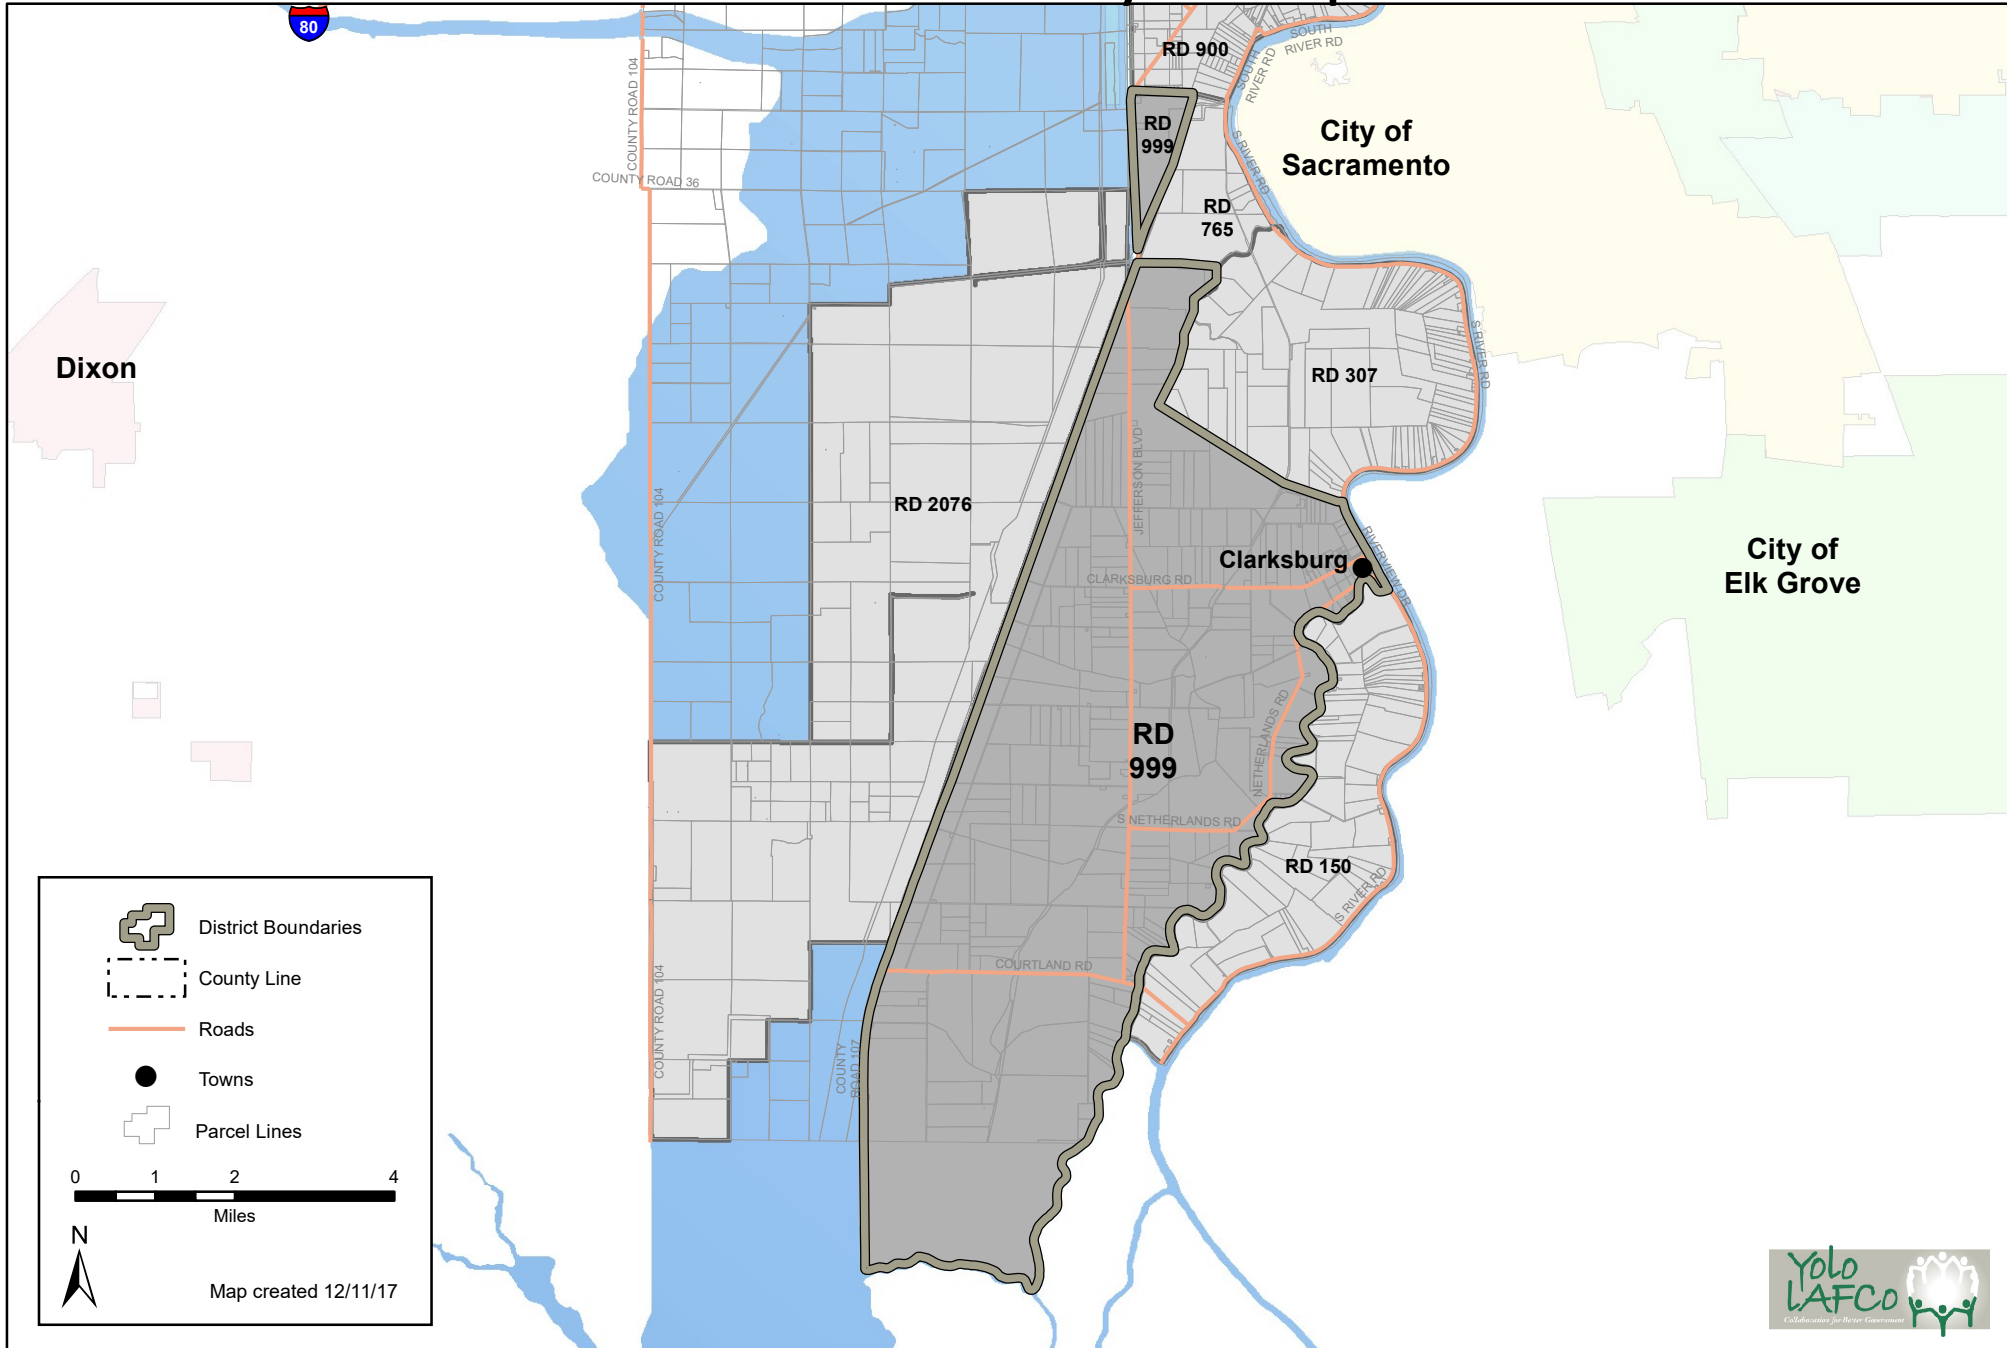 80
RD 900
SOUTH
RIVER RD
SOUTH
RIVER RD
COUNTY ROAD 104
RD
999
City of
Sacramento
S RIVER RD
COUNTY ROAD 36
RD
765
Dixon
S RIVER RD
RD 307
JEFFERSON BLVD
RD 2076
COUNTY ROAD 104
RIVERVIEW DR
Clarksburg
CLARKSBURG RD
City of
Elk Grove
NETHERLANDS RD
RD
999
S NETHERLANDS RD
RD 150
S RIVER RD
COURTLAND RD
COUNTY ROAD 104
COUNTY
ROAD 107
District Boundaries
County Line
Roads
Towns
Parcel Lines
0 1 2 4
Miles
N
Map created 12/11/17
Yolo
LAFCo
Collaboration for Better Government